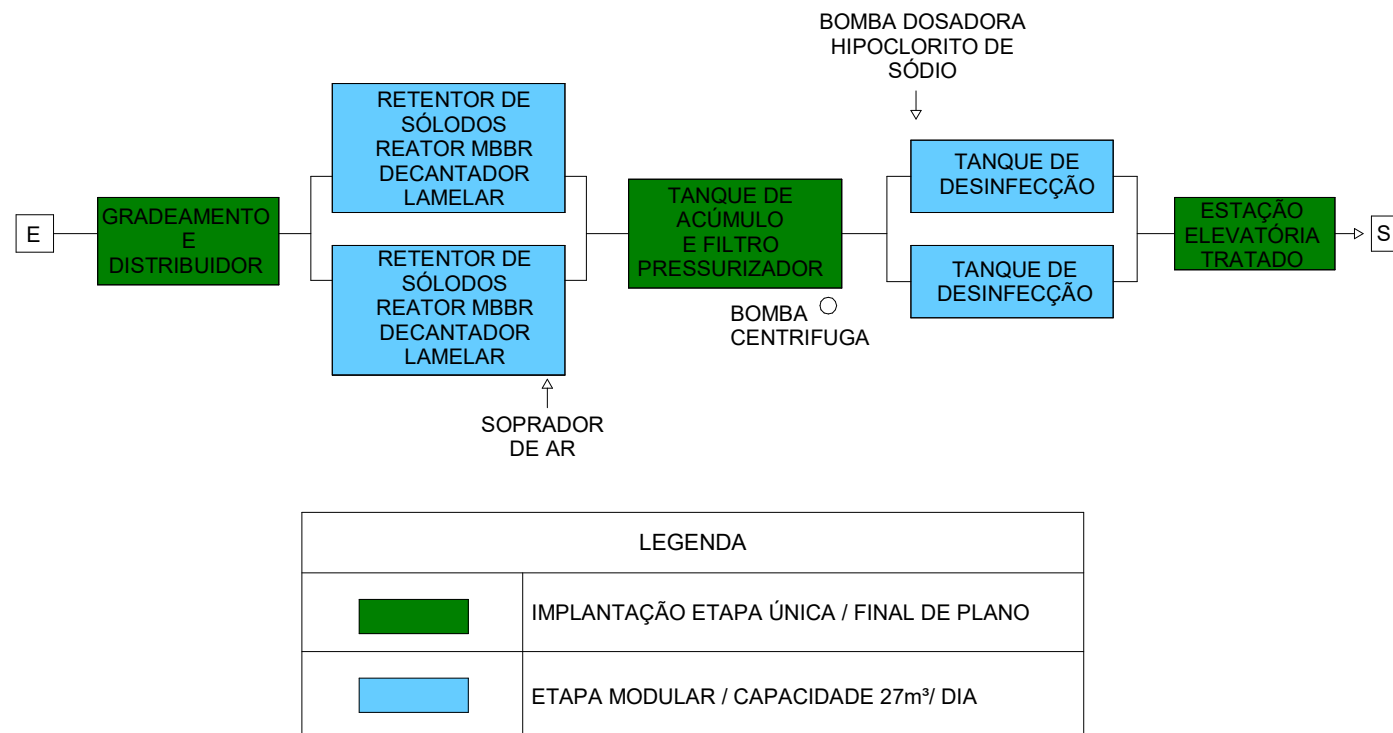 BOMBA DOSADORA
HIPOCLORITO DE
SÓDIO
E
GRADEAMENTO
E
DISTRIBUIDOR
RETENTOR DE
SÓLODOS
REATOR MBBR
DECANTADOR
LAMELAR
RETENTOR DE
SÓLODOS
REATOR MBBR
DECANTADOR
LAMELAR
SOPRADOR
DE AR
TANQUE DE
ACÚMULO
E FILTRO
PRESSURIZADOR
BOMBA
CENTRIFUGA
TANQUE DE
DESINFECÇÃO
TANQUE DE
DESINFECÇÃO
ESTAÇÃO
ELEVATÓRIA
TRATADO
S
LEGENDA
IMPLANTAÇÃO ETAPA ÚNICA / FINAL DE PLANO
ETAPA MODULAR / CAPACIDADE 27m³/ DIA